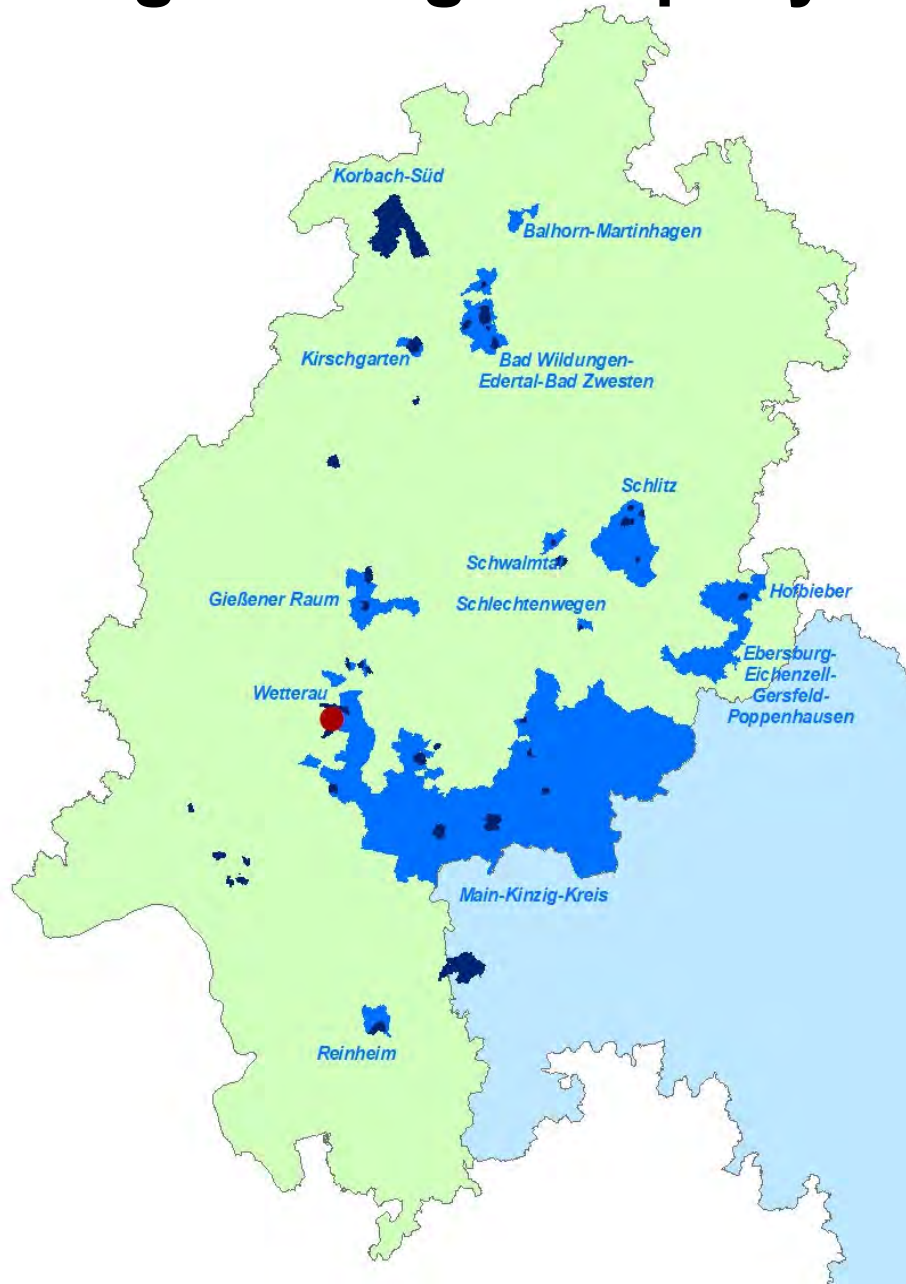 Korbach-Süd
Balhorn-Martinhagen
Kirschgarten
Bad Wildungen-
Edertal-Bad Zwesten
Schlitz
Schwalmtal
Gießener Raum
Schlechtenwegen
Hofbieber
Ebersburg-
Eichenzell-
Gersfeld-
Poppenhausen
Wetterau
Main-Kinzig-Kreis
Reinheim